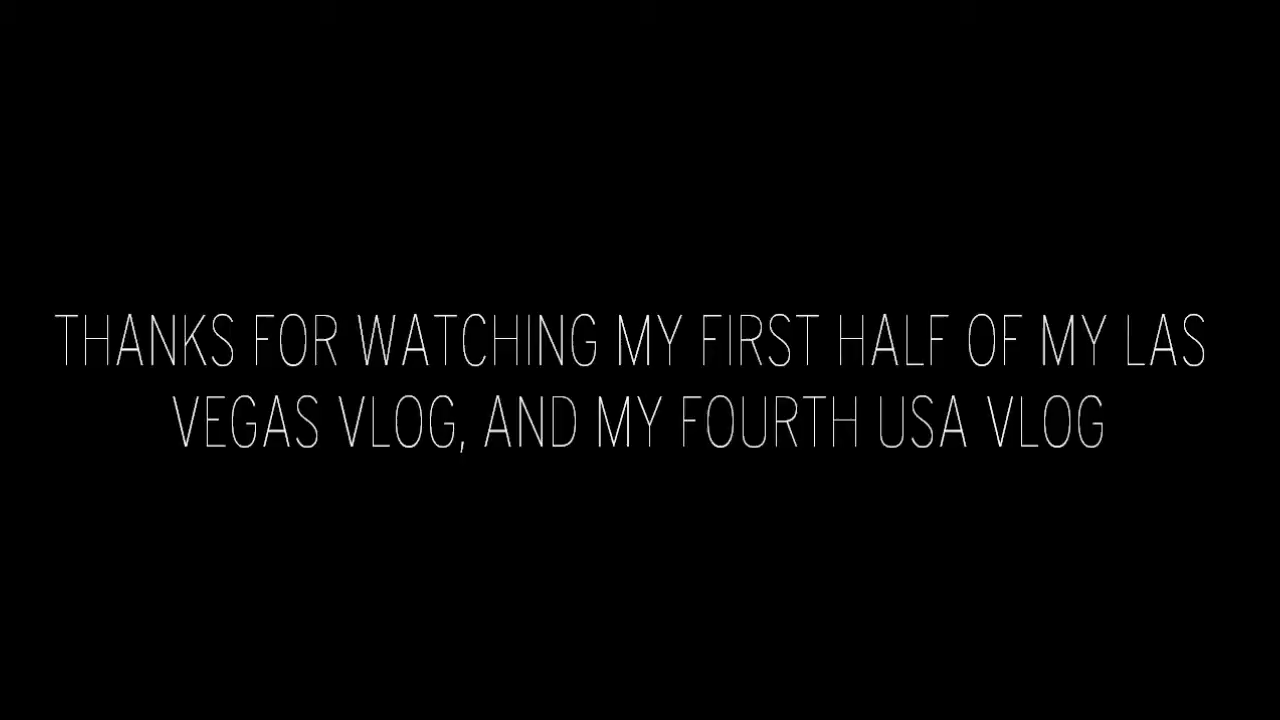 THANKS FOR WATCHING MY FIRST HALF OF MY LAS
VEGAS VLOG, AND MY FOURTH USA VLOG